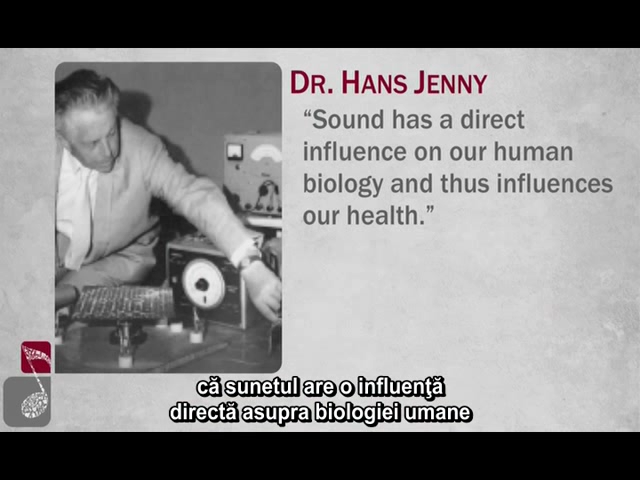 DR. HANS JENNY
“Sound has a direct
influence on our human
biology and thus influences
our health.”
că sunetul are o influenţă
directă asupra biologiei umane